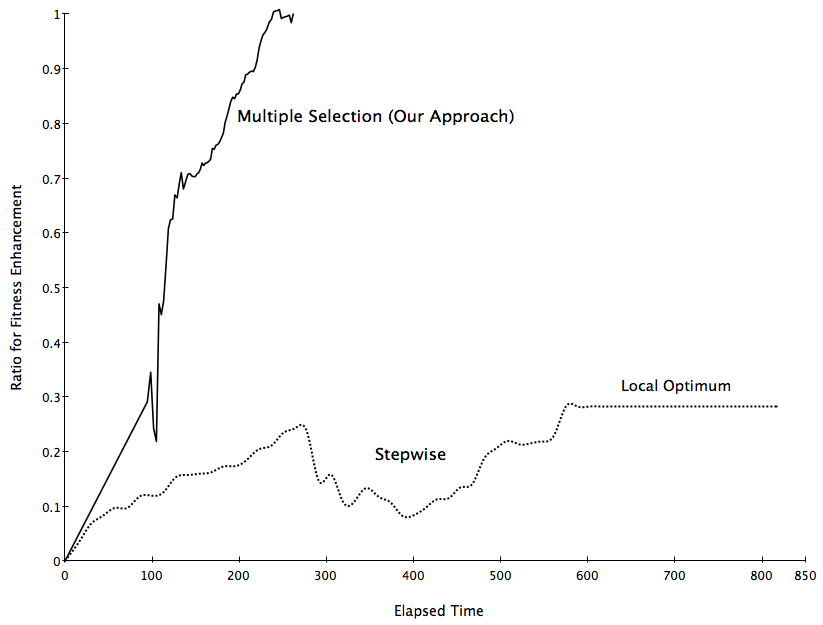 1
0.9
Multiple Selection (Our Approach)
0.8
0.7
0.6
0.5
0.4
Local Optimum
0.3
Stepwise
0.2
0.1
0
0 100 200 300 400 500 600 700 800 850
Elapsed Time
Ratio for Fitness Enhancement